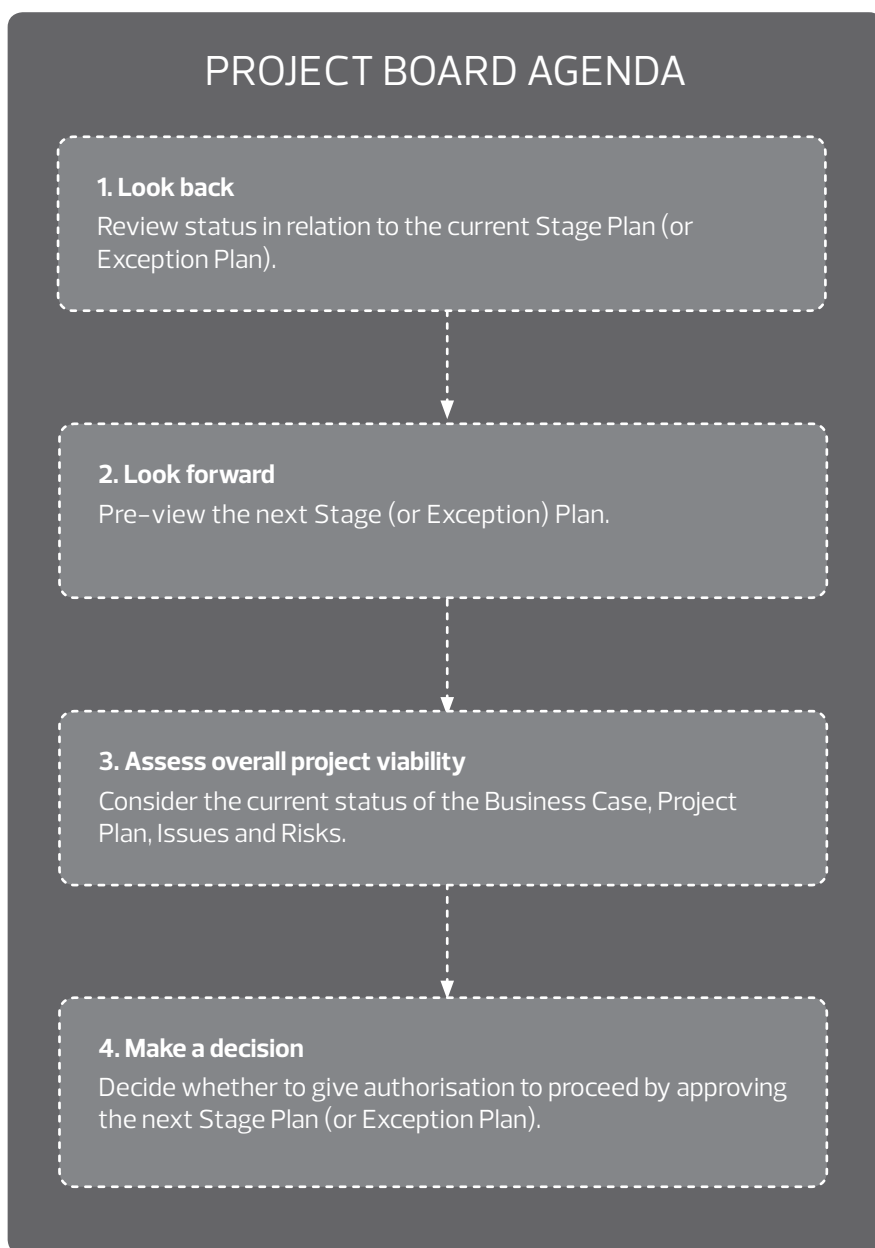 PROJECT BOARD AGENDA
1. Look back
Review status in relation to the current Stage Plan (or
Exception Plan).
2. Look forward
Pre-view the next Stage (or Exception) Plan.
3. Assess overall project viability
Consider the current status of the Business Case, Project
Plan, Issues and Risks.
4. Make a decision
Decide whether to give authorisation to proceed by approving
the next Stage Plan (or Exception Plan).